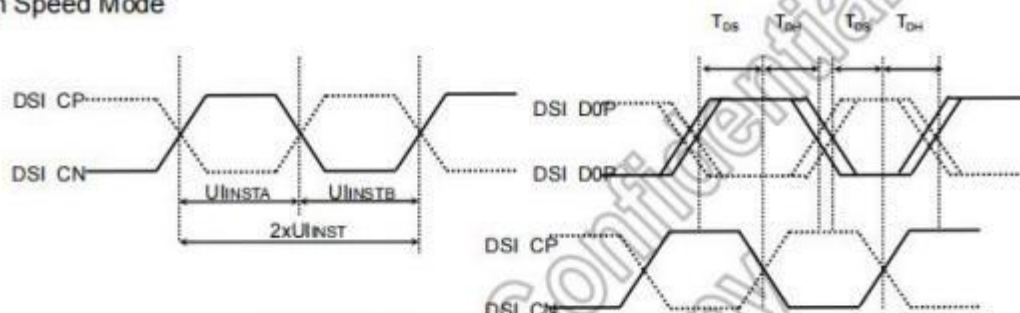 Speed Mode
TDS TDH TDS TDH
DSI CP
DSI CN
UIINSTA UIINSTB
2xUIINST
DSI D0P
DSI D0P
DSI CP
DSI CN
Confidential